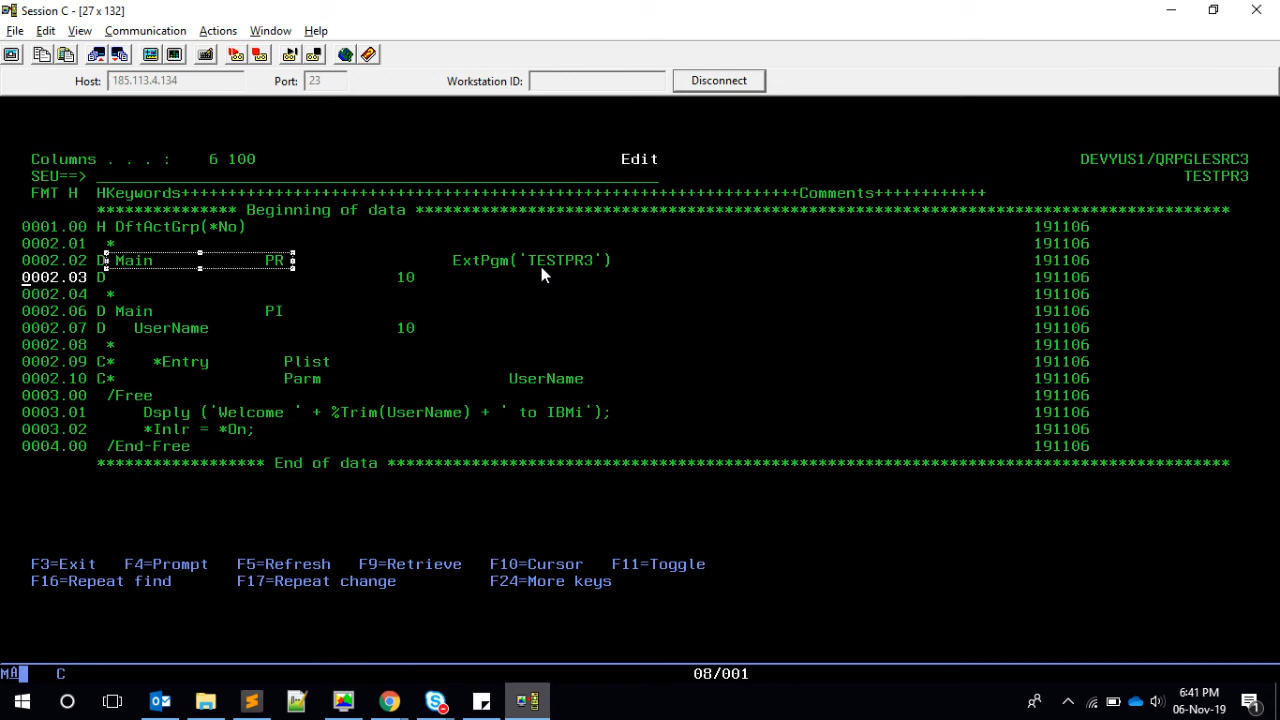 Session C - [27 x 132]
File Edit View Communication Actions Window Help
Host: 185.113.4.134 Port: 23 Workstation ID: Disconnect
Columns . . . : 6 100 Edit DEVYUS1/QRPGLESRC3
SEU==> TESTPR3
FMT H HKeywords++++++++++++++++++++++++++++++++++++++++++++++++++++++++++++++++++Comments++++++++++++
*************** Beginning of data ***************************************************************************************
0001.00 H DftActGrp(*No) 191106
0002.01 * 191106
0002.02 D Main PR ExtPgm('TESTPR3') 191106
0002.03 D 10 191106
0002.04 * 191106
0002.06 D Main PI 191106
0002.07 D UserName 10 191106
0002.08 * 191106
0002.09 C* *Entry Plist 191106
0002.10 C* Parm UserName 191106
0003.00 /Free 191106
0003.01 Dsply ('Welcome ' + %Trim(UserName) + ' to IBMi'); 191106
0003.02 *Inlr = *On; 191106
0004.00 /End-Free 191106
****************** End of data ******************************************************************************************
F3=Exit F4=Prompt F5=Refresh F9=Retrieve F10=Cursor F11=Toggle
F16=Repeat find F17=Repeat change F24=More keys
MA C 08/001
6:41 PM
06-Nov-19
1